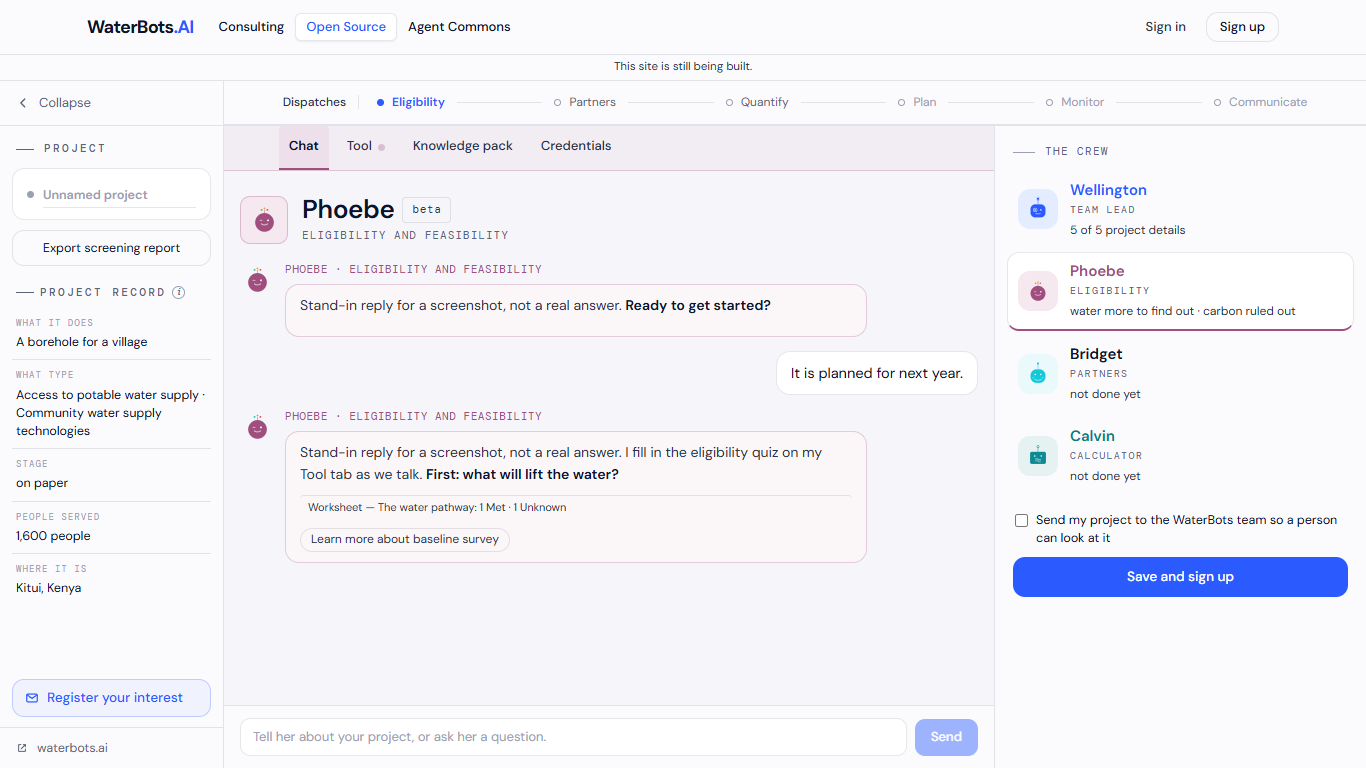 WaterBots.AI Consulting Open Source Agent Commons Sign in Sign up
This site is still being built.
Collapse
Dispatches Eligibility Partners Quantify Plan Monitor Communicate
PROJECT
Unnamed project
Export screening report
PROJECT RECORD i
WHAT IT DOES
A borehole for a village
WHAT TYPE
Access to potable water supply ·
Community water supply
technologies
STAGE
on paper
PEOPLE SERVED
1,600 people
WHERE IT IS
Kitui, Kenya
Register your interest
waterbots.ai
Chat Tool Knowledge pack Credentials
Phoebe beta
ELIGIBILITY AND FEASIBILITY
PHOEBE · ELIGIBILITY AND FEASIBILITY
Stand-in reply for a screenshot, not a real answer. Ready to get started?
It is planned for next year.
PHOEBE · ELIGIBILITY AND FEASIBILITY
Stand-in reply for a screenshot, not a real answer. I fill in the eligibility quiz on my
Tool tab as we talk. First: what will lift the water?
Worksheet — The water pathway: 1 Met · 1 Unknown
Learn more about baseline survey
Tell her about your project, or ask her a question.
Send
THE CREW
Wellington
TEAM LEAD
5 of 5 project details
Phoebe
ELIGIBILITY
water more to find out · carbon ruled out
Bridget
PARTNERS
not done yet
Calvin
CALCULATOR
not done yet
Send my project to the WaterBots team so a person
can look at it
Save and sign up